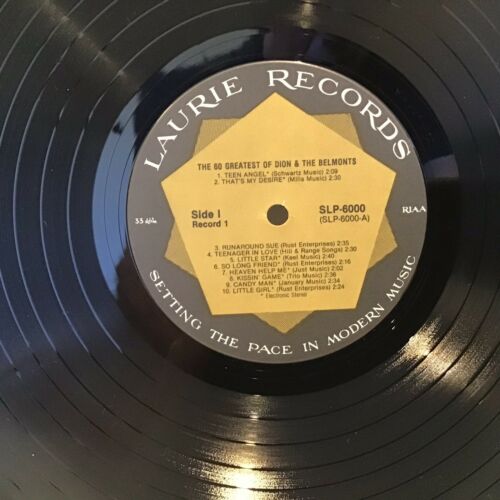 LAURIE RECORDS
THE 60 GREATEST OF DION & THE BELMONTS
1. TEEN ANGEL* (Schwartz Music) 2:09
2. THAT'S MY DESIRE* (Mills Music) 2:30
Side I
Record 1
SLP-6000
(SLP-6000-A)
33 1/3
RIAA
3. RUNAROUND SUE (Rust Enterprises) 2:35
4. TEENAGER IN LOVE (Hill & Range Songs) 2:30
5. LITTLE STAR* (Keel Music) 2:40
6. SO LONG FRIEND* (Rust Enterprises) 2:21
7. HEAVEN HELP ME* (Just Music) 2:02
8. KISSIN' GAME* (Trio Music) 2:36
9. CANDY MAN* (January Music) 2:34
10. LITTLE GIRL* (Rust Enterprises) 2:24
* Electronic Stereo
SETTING THE PACE IN MODERN MUSIC